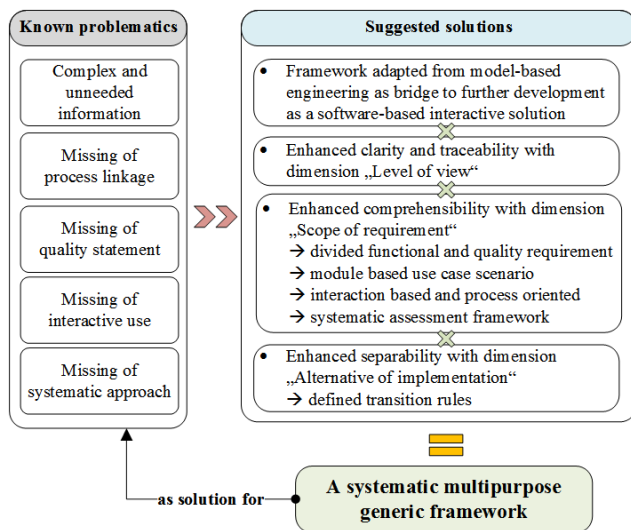 Known problematics
Complex and
unneeded
information
Missing of
process linkage
Missing of
quality statement
Missing of
interactive use
Missing of
systematic approach
Suggested solutions
• Framework adapted from model-based
engineering as bridge to further development
as a software-based interactive solution
• Enhanced clarity and traceability with
dimension „Level of view“
• Enhanced comprehensibility with dimension
„Scope of requirement“
→ divided functional and quality requirement
→ module based use case scenario
→ interaction based and process oriented
→ systematic assessment framework
• Enhanced separability with dimension
„Alternative of implementation“
→ defined transition rules
as solution for
A systematic multipurpose
generic framework